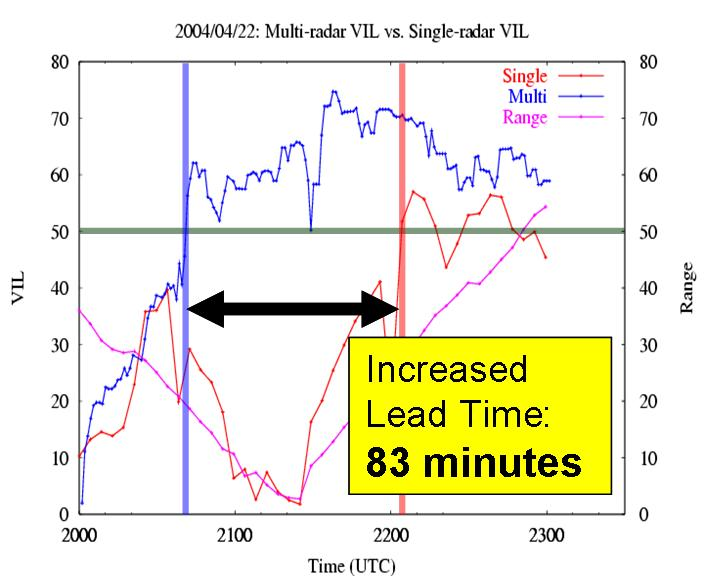 2004/04/22: Multi-radar VIL vs. Single-radar VIL
80
70
60
50
40
30
20
10
0
VIL
80
70
60
50
40
30
20
10
0
Range
Single
Multi
Range
Increased
Lead Time:
83 minutes
2000 2100 2200 2300
Time (UTC)